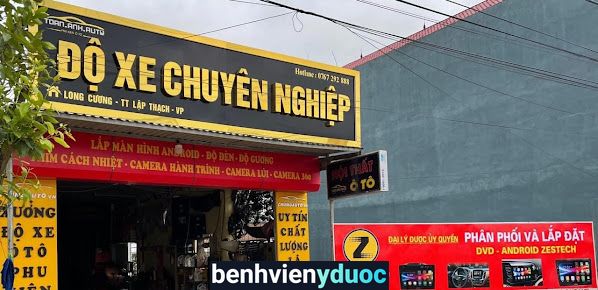 TOAN.ANH.AUTO
ĐỘ XE CHUYÊN NGHIỆP
Hotline : 0767 292 888
LONG CƯƠNG - TT LẬP THẠCH - VP
LẮP MÀN HÌNH ANDROID - ĐỘ ĐÈN - ĐỘ GƯƠNG
PHIM CÁCH NHIỆT - CAMERA HÀNH TRÌNH - CAMERA LÙI - CAMERA 360
NỘI THẤT
Ô TÔ
XƯỞNG
ĐỘ XE
Ô TÔ
PHỤ
UY TÍN
CHẤT
LƯỢNG
Z
ĐẠI LÝ ĐƯỢC ỦY QUYỀN
PHÂN PHỐI VÀ LẮP ĐẶT
DVD - ANDROID ZESTECH
benhvienyduoc